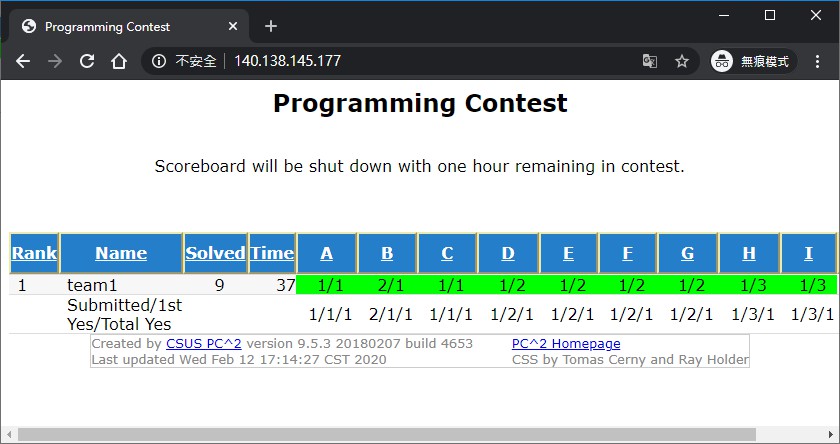 Programming Contest
不安全 140.138.145.177 無痕模式
Programming Contest
Scoreboard will be shut down with one hour remaining in contest.
Rank Name Solved Time A B C D E F G H I
1 team1 9 37 1/1 2/1 1/1 1/2 1/2 1/2 1/2 1/3 1/3
Submitted/1st
Yes/Total Yes 1/1/1 2/1/1 1/1/1 1/2/1 1/2/1 1/2/1 1/2/1 1/3/1 1/3/1
Created by CSUS PC^2 version 9.5.3 20180207 build 4653 PC^2 Homepage
Last updated Wed Feb 12 17:14:27 CST 2020 CSS by Tomas Cerny and Ray Holder